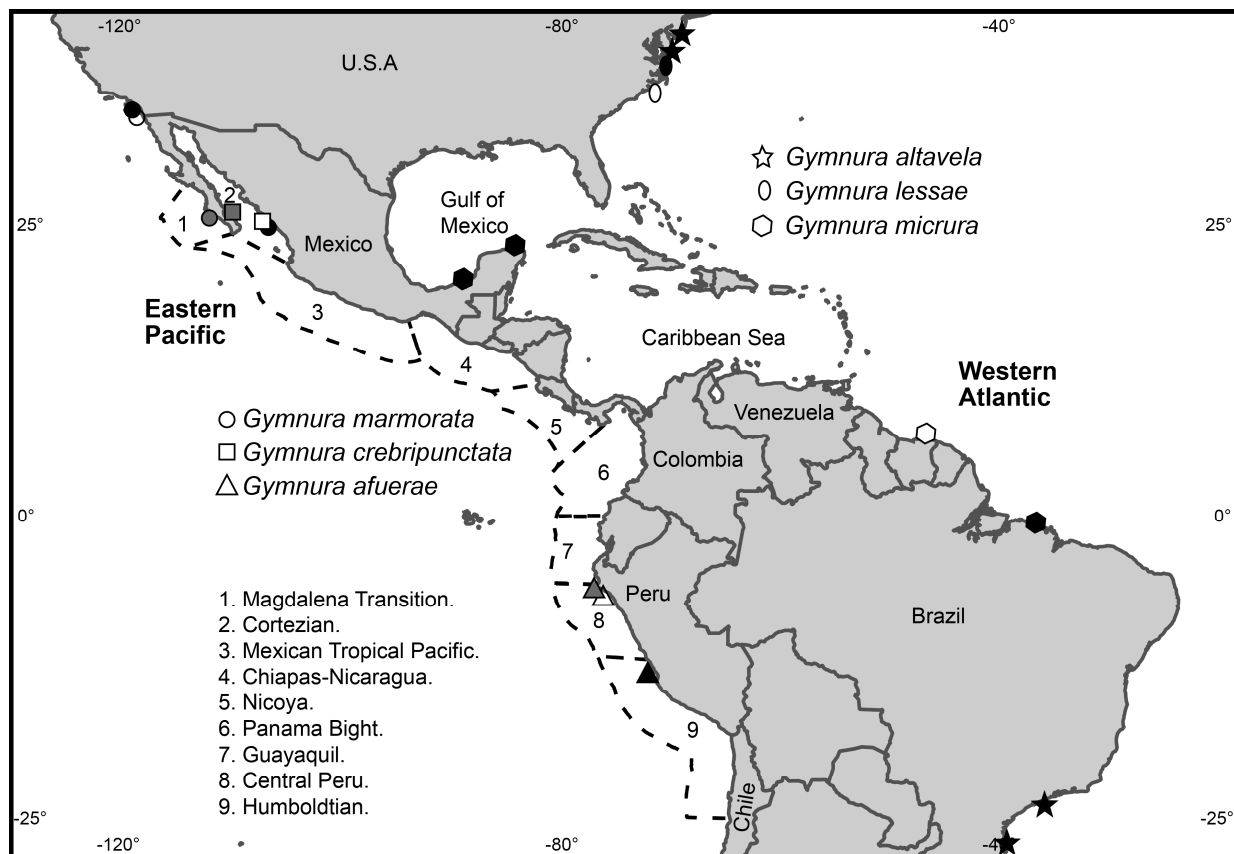 -120°
-80°
-40°
U.S.A
Gymnura altavela
Gymnura lessae
Gymnura micrura
2
1
25°
Mexico
Gulf of
Mexico
25°
Eastern
Pacific
3
4
Caribbean Sea
Western
Atlantic
Gymnura marmorata
Gymnura crebripunctata
Gymnura afuerae
5
6
Venezuela
Colombia
0°
0°
7
8
Peru
Brazil
9
1. Magdalena Transition.
2. Cortezian.
3. Mexican Tropical Pacific.
4. Chiapas-Nicaragua.
5. Nicoya.
6. Panama Bight.
7. Guayaquil.
8. Central Peru.
9. Humboldtian.
Chile
-25°
-25°
-120°
-80°